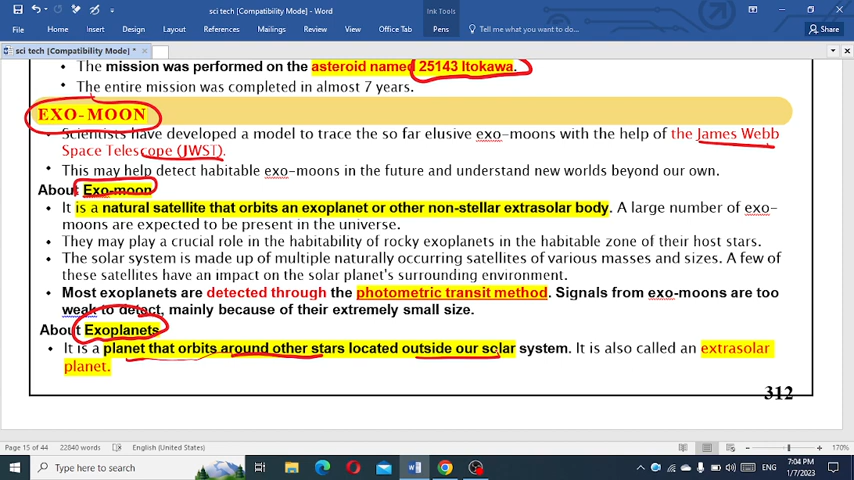 sci tech [Compatibility Mode] - Word
Ink Tools
File
Home
Insert
Layout
References
Mailings
Review
View
Office Tab
Pens
Tell me what you want to do...
Share
sci tech [Compatibility Mode] *
• The mission was performed on the asteroid named 25143 Itokawa.
• The entire mission was completed in almost 7 years.
EXO-MOON
• Scientists have developed a model to trace the so far elusive exo-moons with the help of the James Webb
Space Telescope (JWST).
• This may help detect habitable exo-moons in the future and understand new worlds beyond our own.
About Exo-moon
• It is a natural satellite that orbits an exoplanet or other non-stellar extrasolar body. A large number of exo-
moons are expected to be present in the universe.
• They may play a crucial role in the habitability of rocky exoplanets in the habitable zone of their host stars.
• The solar system is made up of multiple naturally occurring satellites of various masses and sizes. A few of
these satellites have an impact on the solar planet's surrounding environment.
• Most exoplanets are detected through the photometric transit method. Signals from exo-moons are too
weak to detect, mainly because of their extremely small size.
About Exoplanets
• It is a planet that orbits around other stars located outside our solar system. It is also called an extrasolar
planet.
312
Page 15 of 44
22840 words
English (United States)
170%
Type here to search
ENG
7:04 PM
1/7/2023